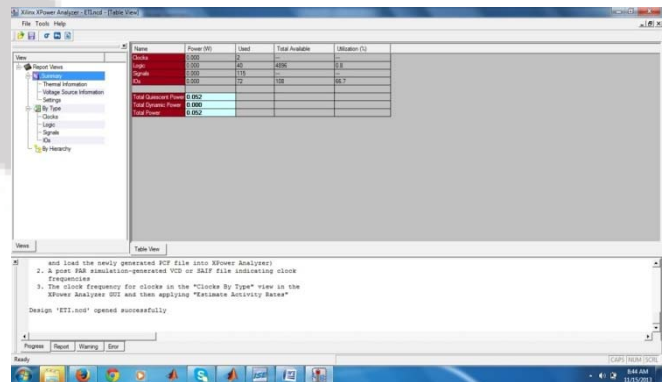 Xilinx XPower Analyzer - ETI.ncd - [Table View]
File Tools Help
View
Report Views
Summary
Thermal Information
Voltage Source Information
Settings
By Type
Clocks
Logic
Signals
IOs
By Hierarchy
Views
Name Power (W) Used Total Available Utilization (%)
Clocks 0.000 2 -- --
Logic 0.000 40 4896 0.8
Signals 0.000 115 -- --
IOs 0.000 72 108 66.7
Total Quiescent Power 0.052
Total Dynamic Power 0.000
Total Power 0.052
Table View
and load the newly generated PCF file into XPower Analyzer)
2. A post PAR simulation-generated VCD or SAIF file indicating clock
frequencies
3. The clock frequency for clocks in the "Clocks By Type" view in the
XPower Analyzer GUI and then applying "Estimate Activity Rates"
Design 'ETI.ncd' opened successfully
Progress Report Warning Error
Ready
CAPS NUM SCRL
8:44 AM
11/15/2013